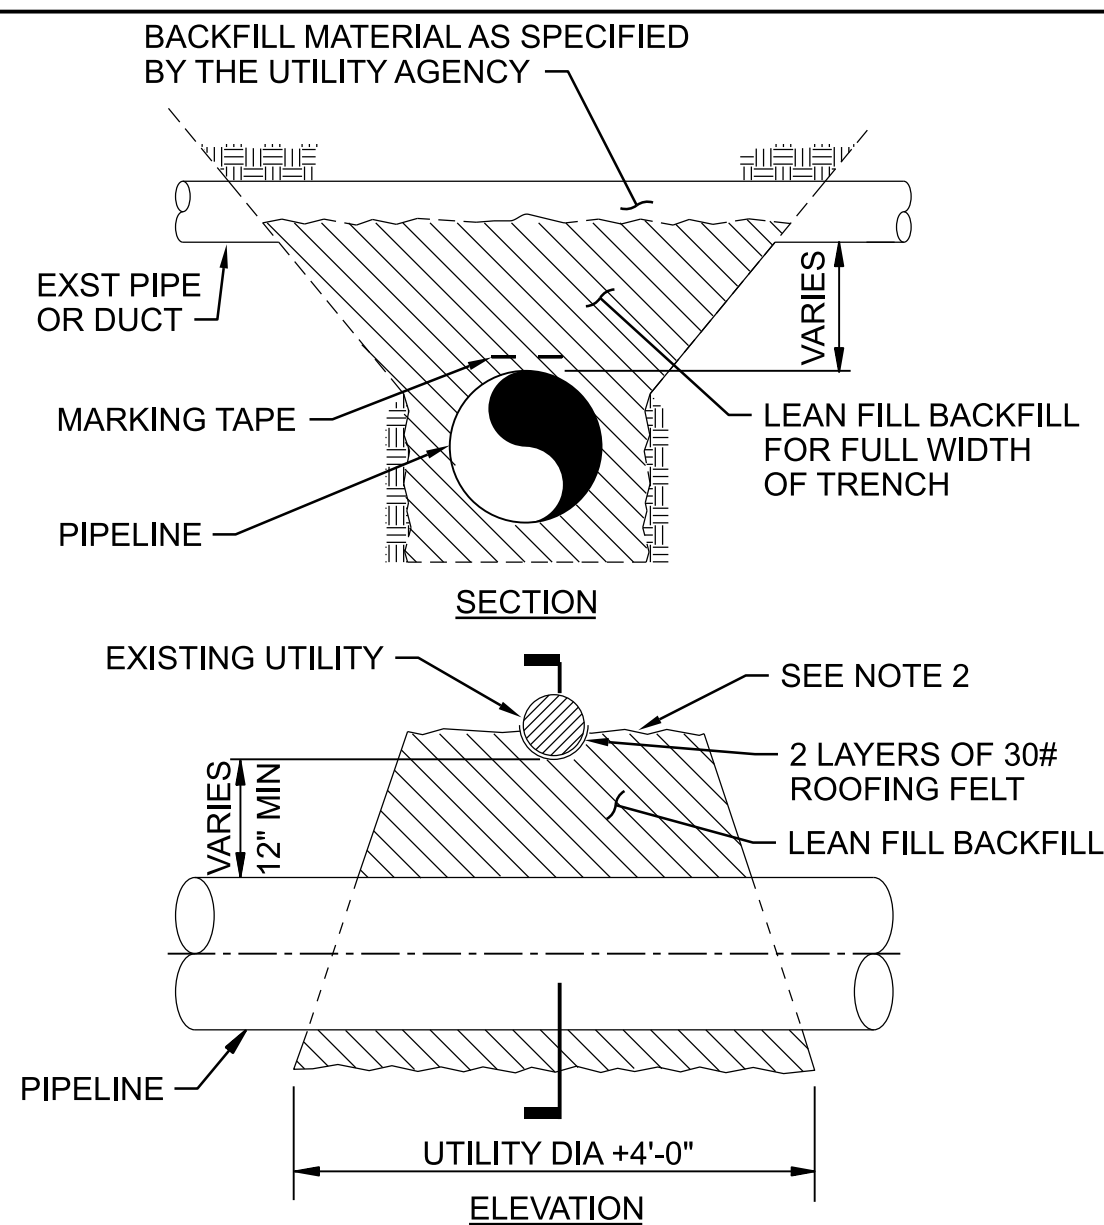 BACKFILL MATERIAL AS SPECIFIED
BY THE UTILITY AGENCY
EXST PIPE
OR DUCT
VARIES
MARKING TAPE
LEAN FILL BACKFILL
FOR FULL WIDTH
OF TRENCH
PIPELINE
SECTION
EXISTING UTILITY
SEE NOTE 2
2 LAYERS OF 30#
ROOFING FELT
VARIES
12" MIN
LEAN FILL BACKFILL
PIPELINE
UTILITY DIA +4'-0"
ELEVATION